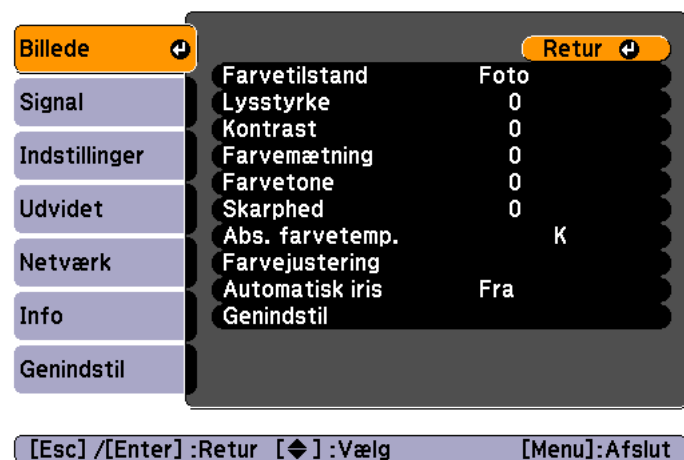 Billede
Signal
Indstillinger
Udvidet
Netværk
Info
Genindstil
Retur
Farvetilstand Foto
Lysstyrke 0
Kontrast 0
Farvemætning 0
Farvetone 0
Skarphed 0
Abs. farvetemp. K
Farvejustering
Automatisk iris Fra
Genindstil
[Esc] /[Enter] :Retur [◆] :Vælg [Menu]:Afslut